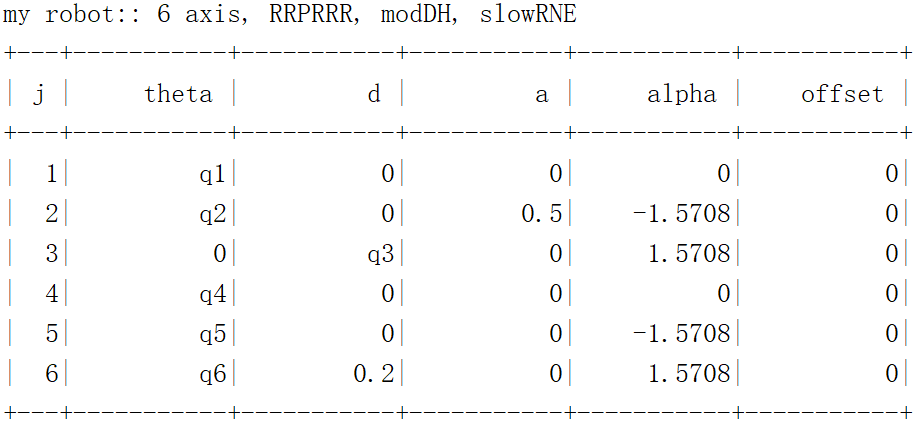 my robot:: 6 axis, RRPRRR, modDH, slowRNE
+---+-----------+-----------+-----------+-----------+-----------+
| j |     theta |         d |         a |     alpha |    offset |
+---+-----------+-----------+-----------+-----------+-----------+
|  1|         q1|          0|          0|          0|          0|
|  2|         q2|          0|        0.5|    -1.5708|          0|
|  3|          0|         q3|          0|     1.5708|          0|
|  4|         q4|          0|          0|          0|          0|
|  5|         q5|          0|          0|    -1.5708|          0|
|  6|         q6|        0.2|          0|     1.5708|          0|
+---+-----------+-----------+-----------+-----------+-----------+